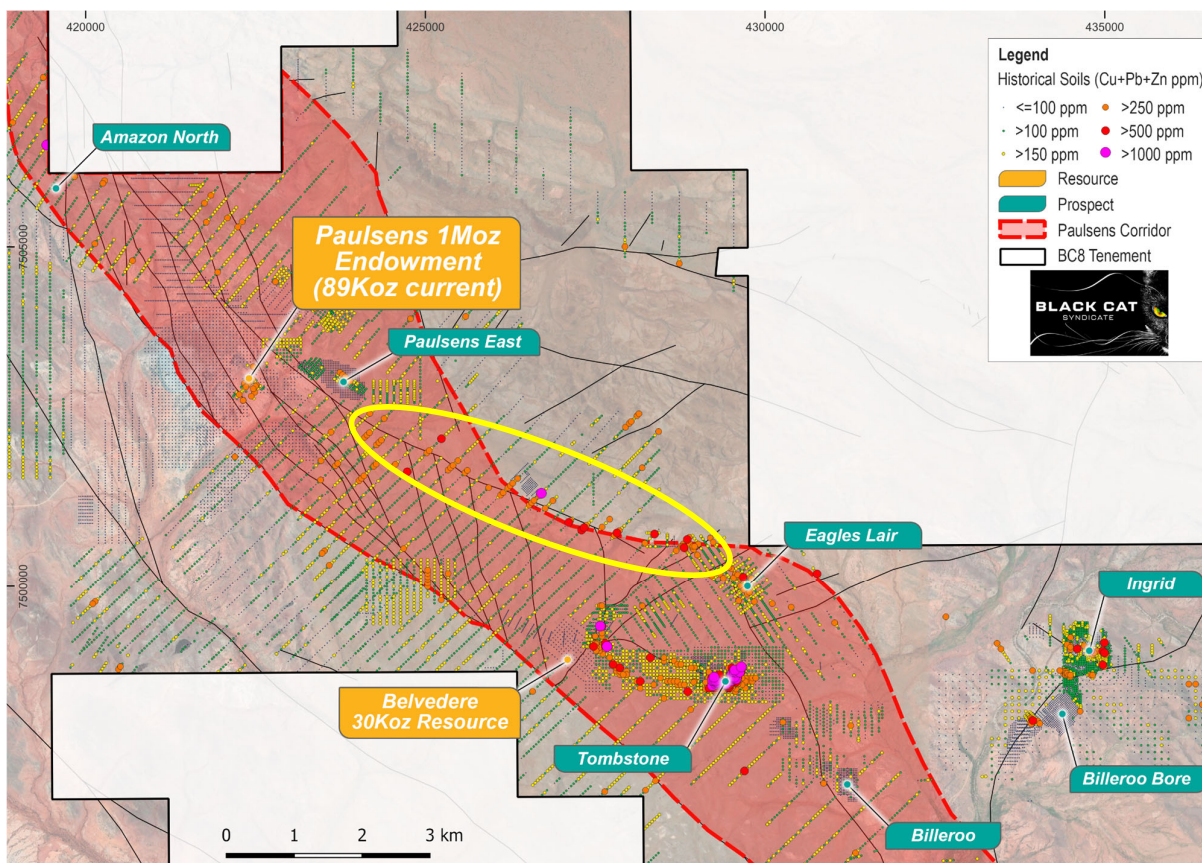 420000
425000
430000
435000
7505000
7500000
Legend
Historical Soils (Cu+Pb+Zn ppm)
<=100 ppm
>250 ppm
>100 ppm
>500 ppm
>150 ppm
>1000 ppm
Resource
Prospect
Paulsens Corridor
BC8 Tenement
BLACK CAT
SYNDICATE
Amazon North
Paulsens 1Moz
Endowment
(89Koz current)
Paulsens East
Eagles Lair
Ingrid
Belvedere
30Koz Resource
Tombstone
Billeroo Bore
Billeroo
0 1 2 3 km